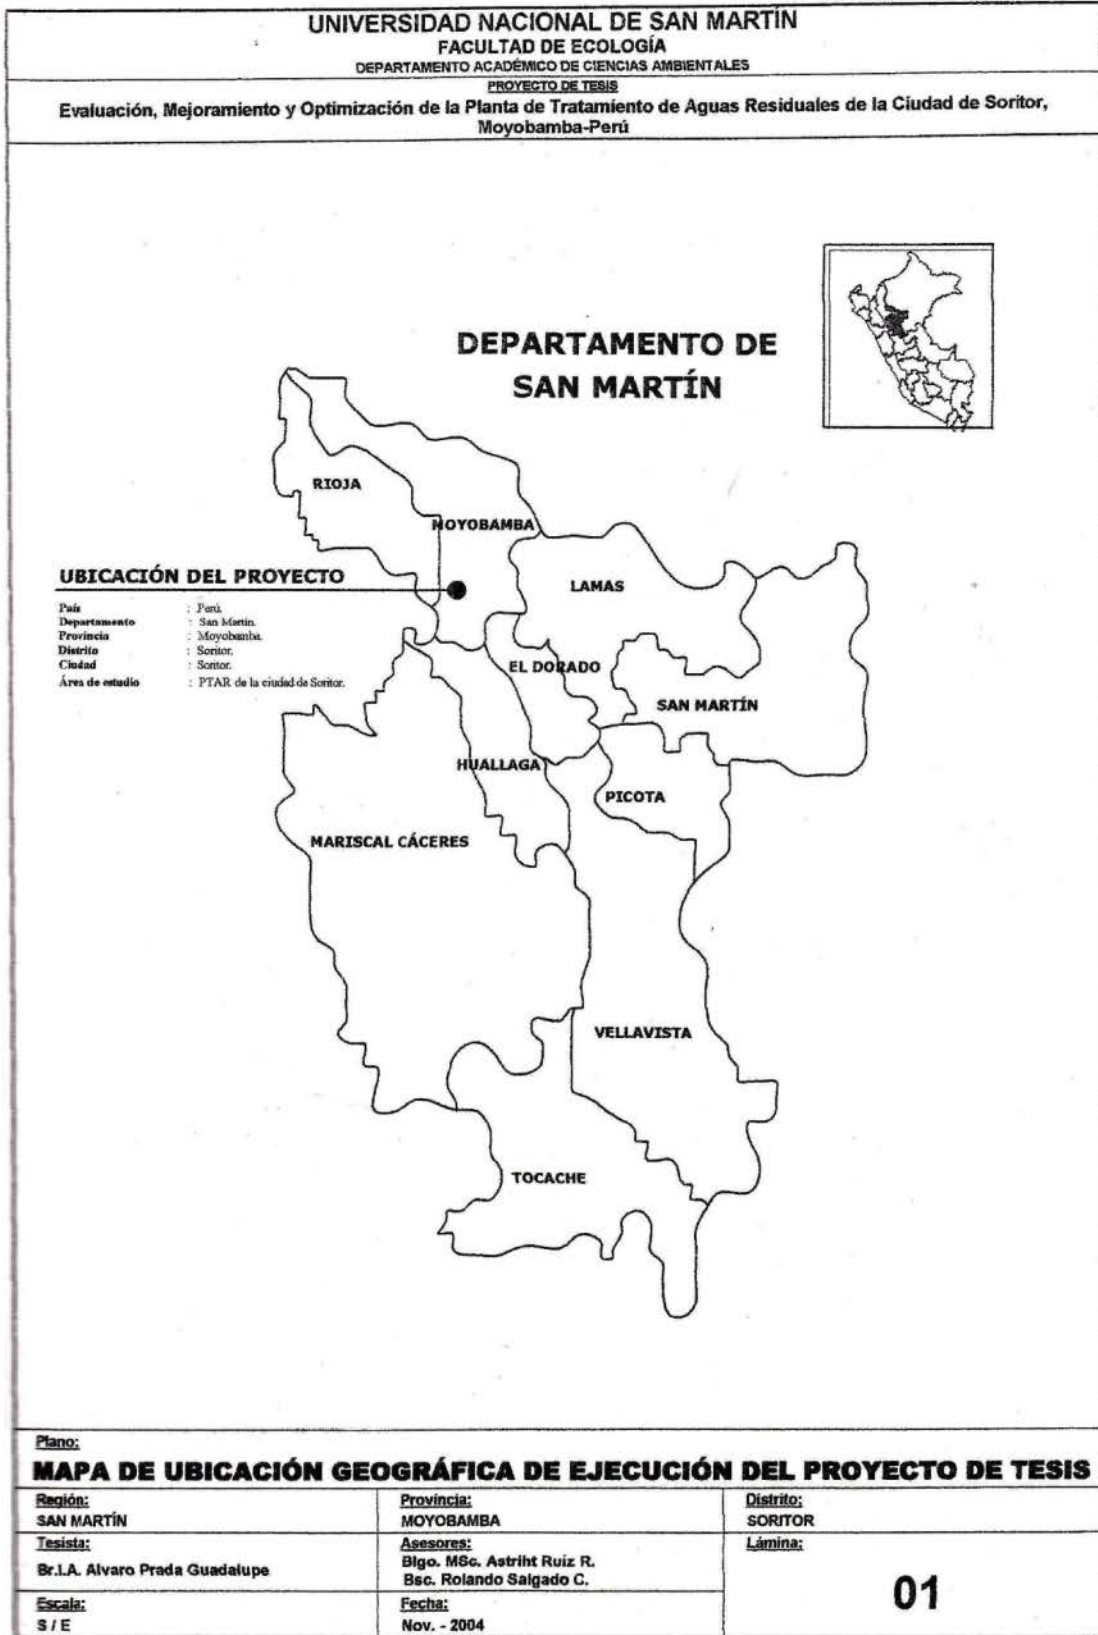 UNIVERSIDAD NACIONAL DE SAN MARTÍN
FACULTAD DE ECOLOGÍA
DEPARTAMENTO ACADÉMICO DE CIENCIAS AMBIENTALES
PROYECTO DE TESIS
Evaluación, Mejoramiento y Optimización de la Planta de Tratamiento de Aguas Residuales de la Ciudad de Soritor,
Moyobamba-Perú
DEPARTAMENTO DE
SAN MARTÍN
RIOJA
MOYOBAMBA
LAMAS
UBICACIÓN DEL PROYECTO
País : Perú.
Departamento : San Martín.
Provincia : Moyobamba.
Distrito : Soritor.
Ciudad : Soritor.
Área de estudio : PTAR de la ciudad de Soritor.
EL DORADO
SAN MARTÍN
HUALLAGA
PICOTA
MARISCAL CÁCERES
VELLAVISTA
TOCACHE
Plano:
MAPA DE UBICACIÓN GEOGRÁFICA DE EJECUCIÓN DEL PROYECTO DE TESIS
Región:
SAN MARTÍN
Provincia:
MOYOBAMBA
Distrito:
SORITOR
Tesista:
Br.I.A. Alvaro Prada Guadalupe
Asesores:
Blgo. MSc. Astriht Ruíz R.
Bsc. Rolando Salgado C.
Lámina:
01
Escala:
S / E
Fecha:
Nov. - 2004